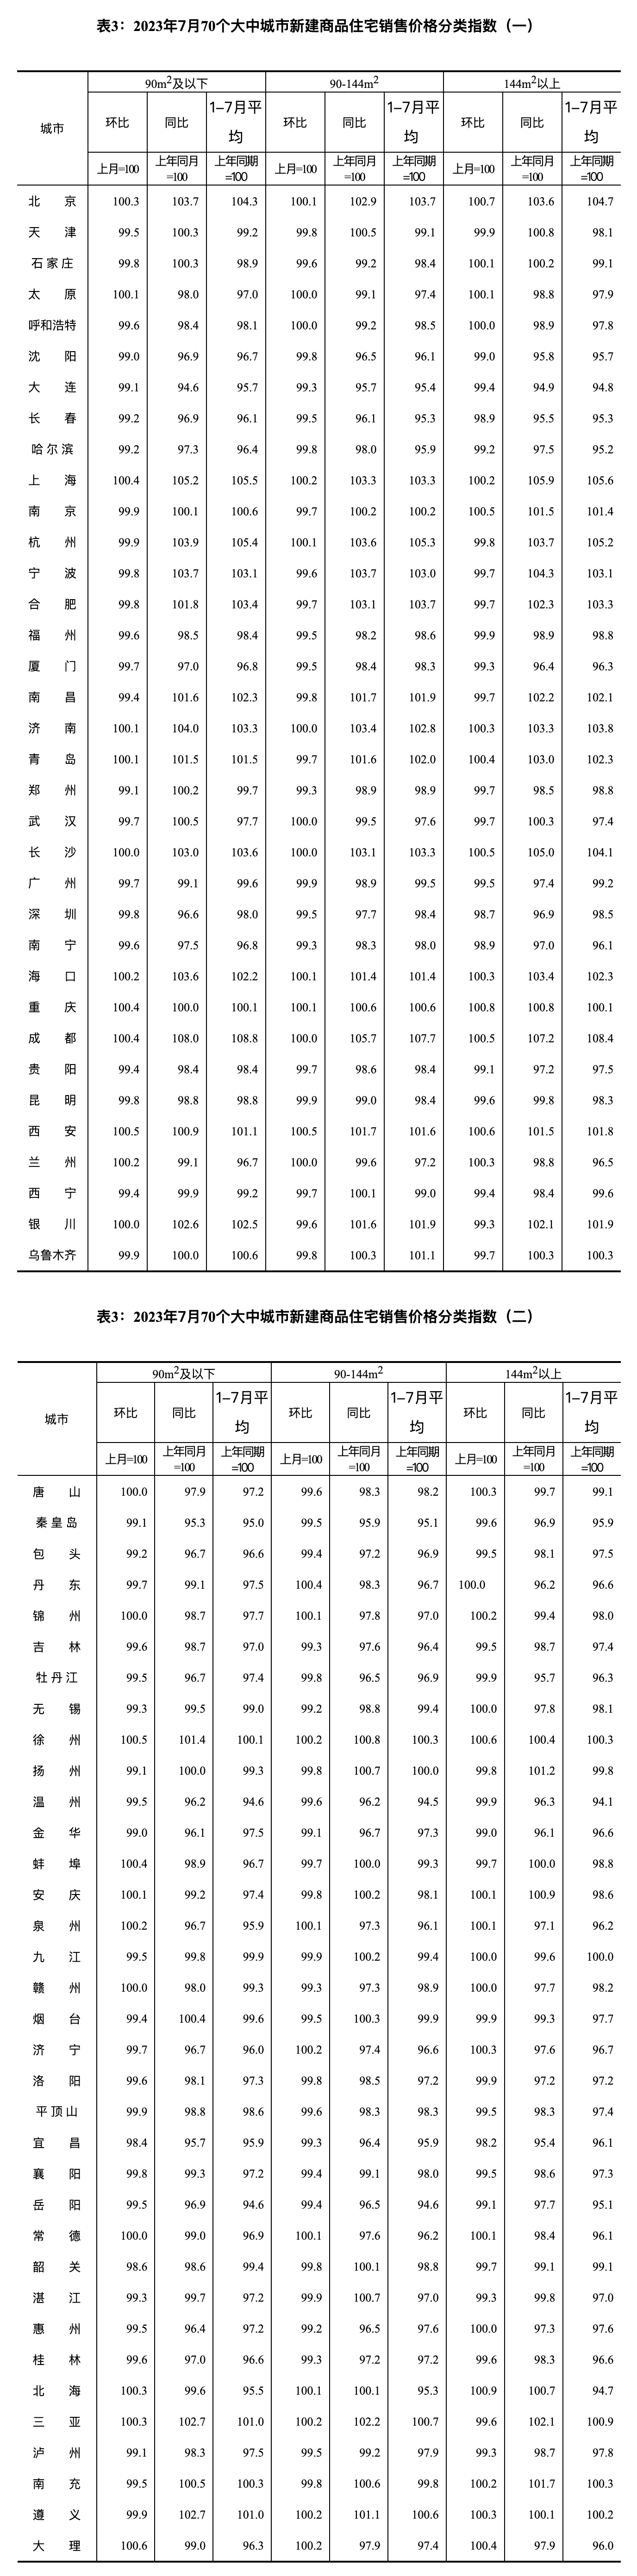 表3：2023年7月70个大中城市新建商品住宅销售价格分类指数（一）
城市 90m²及以下 90-144m² 144m²以上
环比 同比 1–7月平均 环比 同比 1–7月平均 环比 同比 1–7月平均
上月=100 上年同月=100 上年同期=100 上月=100 上年同月=100 上年同期=100 上月=100 上年同月=100 上年同期=100
北京 100.3 103.7 104.3 100.1 102.9 103.7 100.7 103.6 104.7
天津 99.5 100.3 99.2 99.8 100.5 99.1 99.9 100.8 98.1
石家庄 99.8 100.3 98.9 99.6 99.2 98.4 100.1 100.2 99.1
太原 100.1 98.0 97.0 100.0 99.1 97.4 100.1 98.8 97.9
呼和浩特 99.6 98.4 98.1 100.0 99.2 98.5 100.0 98.9 97.8
沈阳 99.0 96.9 96.7 99.8 96.5 96.1 99.0 95.8 95.7
大连 99.1 94.6 95.7 99.3 95.7 95.4 99.4 94.9 94.8
长春 99.2 96.9 96.1 99.5 96.1 95.3 98.9 95.5 95.3
哈尔滨 99.2 97.3 96.4 99.8 98.0 95.9 99.2 97.5 95.2
上海 100.4 105.2 105.5 100.2 103.3 103.3 100.2 105.9 105.6
南京 99.9 100.1 100.6 99.7 100.2 100.2 100.5 101.5 101.4
杭州 99.9 103.9 105.4 100.1 103.6 105.3 99.8 103.7 105.2
宁波 99.8 103.7 103.1 99.6 103.7 103.0 99.7 104.3 103.1
合肥 99.8 101.8 103.4 99.7 103.1 103.7 99.7 102.3 103.3
福州 99.6 98.5 98.4 99.5 98.2 98.6 99.9 98.9 98.8
厦门 99.7 97.0 96.8 99.5 98.4 98.3 99.3 96.4 96.3
南昌 99.4 101.6 102.3 99.8 101.7 101.9 99.7 102.2 102.1
济南 100.1 104.0 103.3 100.0 103.4 102.8 100.3 103.3 103.8
青岛 100.1 101.5 101.5 99.7 101.6 102.0 100.4 103.0 102.3
郑州 99.1 100.2 99.7 99.3 98.9 98.9 99.7 98.5 98.8
武汉 99.7 100.5 97.7 100.0 99.5 97.6 99.7 100.3 97.4
长沙 100.0 103.0 103.6 100.0 103.1 103.3 100.5 105.0 104.1
广州 99.7 99.1 99.6 99.9 98.9 99.5 99.5 97.4 99.2
深圳 99.8 96.6 98.0 99.5 97.7 98.4 98.7 96.9 98.5
南宁 99.6 97.5 96.8 99.3 98.3 98.0 98.9 97.0 96.1
海口 100.2 103.6 102.2 100.1 101.4 101.4 100.3 103.4 102.3
重庆 100.4 100.0 100.1 100.1 100.6 100.6 100.8 100.8 100.1
成都 100.4 108.0 108.8 100.0 105.7 107.7 100.5 107.2 108.4
贵阳 99.4 98.4 98.4 99.7 98.6 98.4 99.1 97.2 97.5
昆明 99.8 98.8 98.8 99.9 99.0 98.4 99.6 99.8 98.3
西安 100.5 100.9 101.1 100.5 101.7 101.6 100.6 101.5 101.8
兰州 100.2 99.1 96.7 100.0 99.6 97.2 100.3 98.8 96.5
西宁 99.4 99.9 99.2 99.7 100.1 99.0 99.4 98.4 99.6
银川 100.0 102.6 102.5 99.6 101.6 101.9 99.3 102.1 101.9
乌鲁木齐 99.9 100.0 100.6 99.8 100.3 101.1 99.7 100.3 100.3
表3：2023年7月70个大中城市新建商品住宅销售价格分类指数（二）
城市 90m²及以下 90-144m² 144m²以上
环比 同比 1–7月平均 环比 同比 1–7月平均 环比 同比 1–7月平均
上月=100 上年同月=100 上年同期=100 上月=100 上年同月=100 上年同期=100 上月=100 上年同月=100 上年同期=100
唐山 100.0 97.9 97.2 99.6 98.3 98.2 100.3 99.7 99.1
秦皇岛 99.1 95.3 95.0 99.5 95.9 95.1 99.6 96.9 95.9
包头 99.2 96.7 96.6 99.4 97.2 96.9 99.5 98.1 97.5
丹东 99.7 99.1 97.5 100.4 98.3 96.7 100.0 96.2 96.6
锦州 100.0 98.7 97.7 100.1 97.8 97.0 100.2 99.4 98.0
吉林 99.6 98.7 97.0 99.3 97.6 96.4 99.5 98.7 97.4
牡丹江 99.5 96.7 97.4 99.8 96.5 96.9 99.9 95.7 96.3
无锡 99.3 99.5 99.0 99.2 98.8 99.4 100.0 97.8 98.1
徐州 100.5 101.4 100.1 100.2 100.8 100.3 100.6 100.4 100.3
扬州 99.1 100.0 99.3 99.8 100.7 100.0 99.8 101.2 99.8
温州 99.5 96.2 94.6 99.6 96.2 94.5 99.9 96.3 94.1
金华 99.0 96.1 97.5 99.1 96.7 97.3 99.0 96.1 96.6
蚌埠 100.4 98.9 96.7 99.7 100.0 99.3 99.7 100.0 98.8
安庆 100.1 99.2 97.4 99.8 100.2 98.1 100.1 100.9 98.6
泉州 100.2 96.7 95.9 100.1 97.3 96.1 100.1 97.1 96.2
九江 99.5 99.8 99.9 99.9 100.2 99.4 100.0 99.6 100.0
赣州 100.0 98.0 99.3 99.3 97.3 98.9 100.0 97.7 98.2
烟台 99.4 100.4 99.6 99.5 100.3 99.9 99.9 99.3 97.7
济宁 99.7 96.7 96.0 100.2 97.4 96.6 100.3 97.6 96.7
洛阳 99.6 98.1 97.3 99.8 98.5 97.2 99.9 97.2 97.2
平顶山 99.9 98.8 98.6 99.6 98.3 98.3 99.5 98.3 97.4
宜昌 98.4 95.7 95.9 99.3 96.4 95.9 98.2 95.4 96.1
襄阳 99.8 99.3 97.2 99.4 99.1 98.0 99.5 98.6 97.3
岳阳 99.5 96.9 94.6 99.4 96.5 94.6 99.1 97.7 95.1
常德 100.0 99.0 96.9 100.1 97.6 96.2 100.1 98.4 96.1
韶关 98.6 98.6 99.4 99.8 100.1 98.8 99.7 99.1 99.1
湛江 99.3 99.7 97.2 99.9 100.7 97.0 99.3 99.8 97.0
惠州 99.5 96.4 97.2 99.2 96.5 97.6 100.0 97.3 97.6
桂林 99.6 97.0 96.6 99.3 97.2 97.2 99.6 98.3 96.6
北海 100.3 99.6 95.5 100.1 100.1 95.3 100.9 100.7 94.7
三亚 100.3 102.7 101.0 100.2 102.2 100.7 99.6 102.1 100.9
泸州 99.1 98.3 97.5 99.5 99.2 97.9 99.3 98.7 97.8
南充 99.5 100.5 100.3 99.8 100.6 99.8 100.2 101.7 100.3
遵义 99.9 102.7 101.0 100.2 101.1 100.6 100.3 100.1 100.2
大理 100.6 99.0 96.3 100.2 97.9 97.4 100.4 97.9 96.0